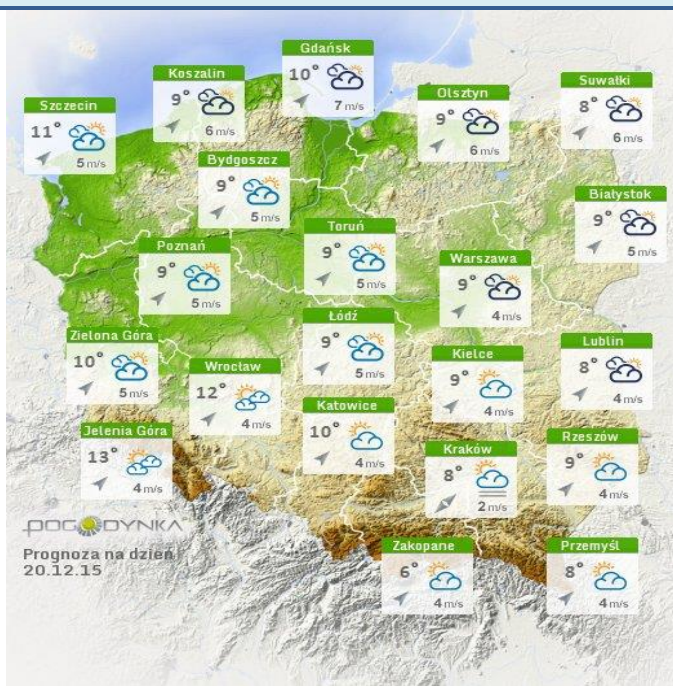 Gdańsk
10°
7 m/s
Koszalin
9°
6 m/s
Suwałki
8°
6 m/s
Olsztyn
9°
6 m/s
Szczecin
11°
5 m/s
Bydgoszcz
9°
5 m/s
Białystok
9°
5 m/s
Toruń
9°
5 m/s
Poznań
9°
5 m/s
Warszawa
9°
4 m/s
Łódź
9°
5 m/s
Zielona Góra
10°
5 m/s
Lublin
8°
4 m/s
Kielce
9°
4 m/s
Wrocław
12°
4 m/s
Katowice
10°
4 m/s
Jelenia Góra
13°
4 m/s
Rzeszów
9°
4 m/s
Kraków
8°
2 m/s
POGODYNKA
Prognoza na dzień
20.12.15
Zakopane
6°
4 m/s
Przemyśl
8°
4 m/s